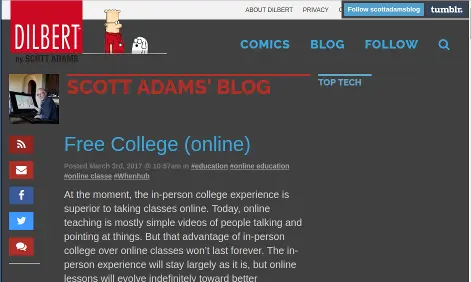 ABOUT DILBERT PRIVACY
Follow scottadamsblog
tumblr.
DILBERT
by SCOTT ADAMS
COMICS BLOG FOLLOW
SCOTT ADAMS' BLOG
TOP TECH
Free College (online)
Posted March 3rd, 2017 @ 10:57am in #education #online education
#online classe #Whenhub
At the moment, the in-person college experience is
superior to taking classes online. Today, online
teaching is mostly simple videos of people talking and
pointing at things. But that advantage of in-person
college over online classes won't last forever. The in-
person experience will stay largely as it is, but online
lessons will evolve indefinitely toward better